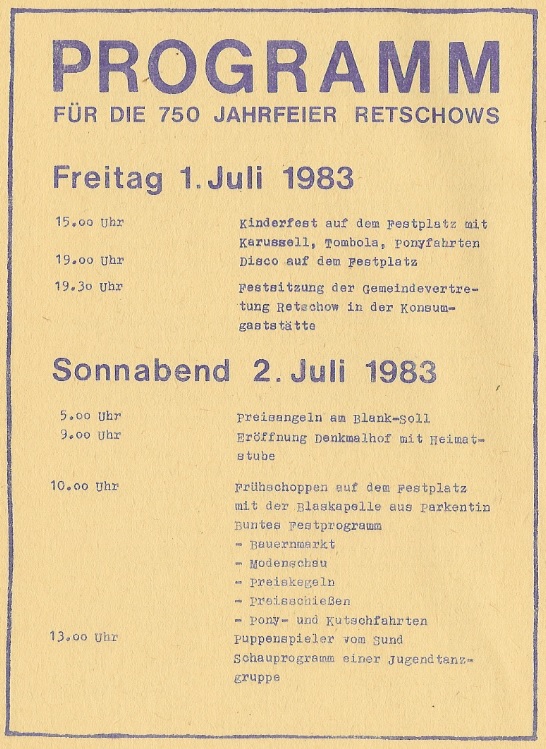 PROGRAMM
FÜR DIE 750 JAHRFEIER RETSCHOWS
Freitag 1. Juli 1983
15.00 Uhr Kinderfest auf dem Festplatz mit
Karussell, Tombola, Ponyfahrten
19.00 Uhr Disco auf dem Festplatz
19.30 Uhr Festsitzung der Gemeindevertre-
tung Retschow in der Konsum-
gaststätte
Sonnabend 2. Juli 1983
5.00 Uhr Preisangeln am Blank-Soll
9.00 Uhr Eröffnung Denkmalhof mit Heimat-
stube
10.00 Uhr Frühschoppen auf dem Festplatz
mit der Blaskapelle aus Parkentin
Buntes Festprogramm
- Bauernmarkt
- Modenschau
- Preiskegeln
- Preisschießen
- Pony- und Kutschfahrten
13.00 Uhr Puppenspieler vom Sund
Schauprogramm einer Jugendtanz-
gruppe